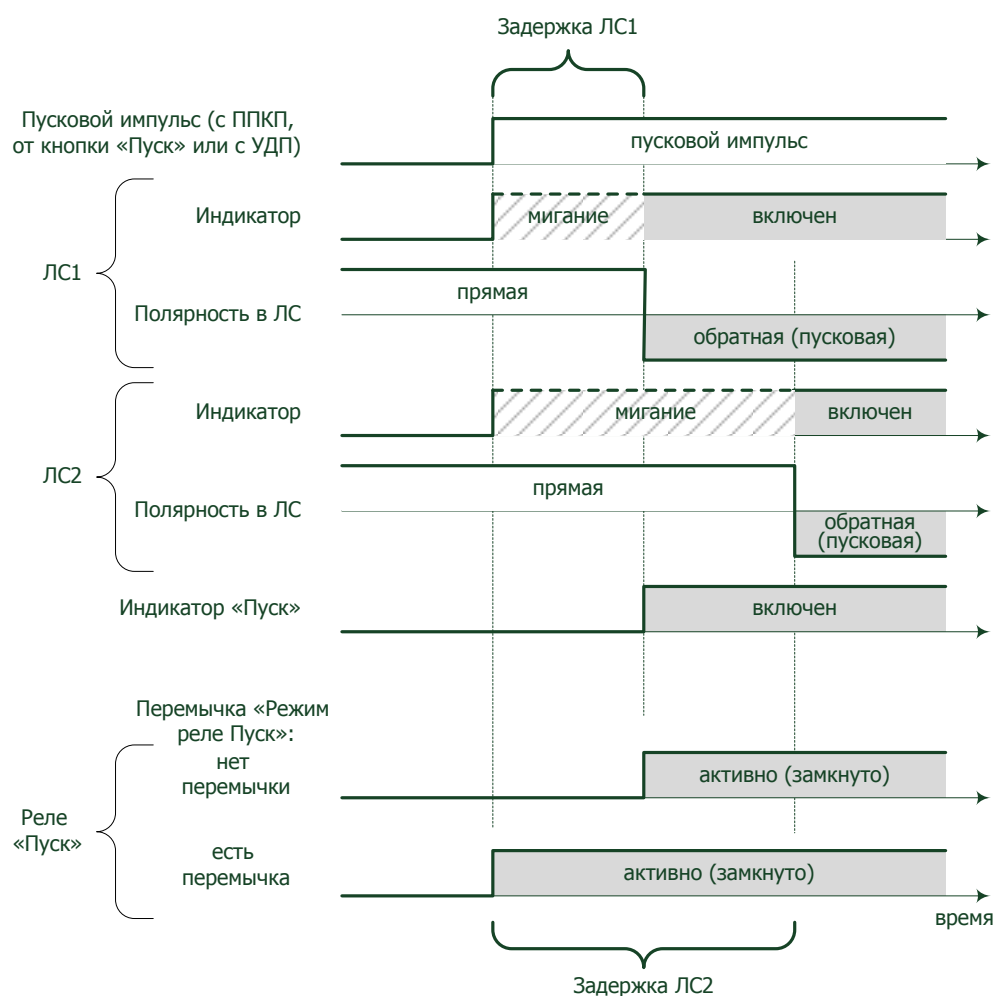 Задержка ЛС1
Пусковой импульс (с ППКП,
от кнопки «Пуск» или с УДП)
пусковой импульс
Индикатор
мигание
включен
ЛС1
прямая
Полярность в ЛС
обратная (пусковая)
Индикатор
мигание
включен
ЛС2
прямая
Полярность в ЛС
обратная
(пусковая)
Индикатор «Пуск»
включен
Перемычка «Режим
реле Пуск»:
нет
перемычки
активно (замкнуто)
Реле
«Пуск»
есть
перемычка
активно (замкнуто)
время
Задержка ЛС2